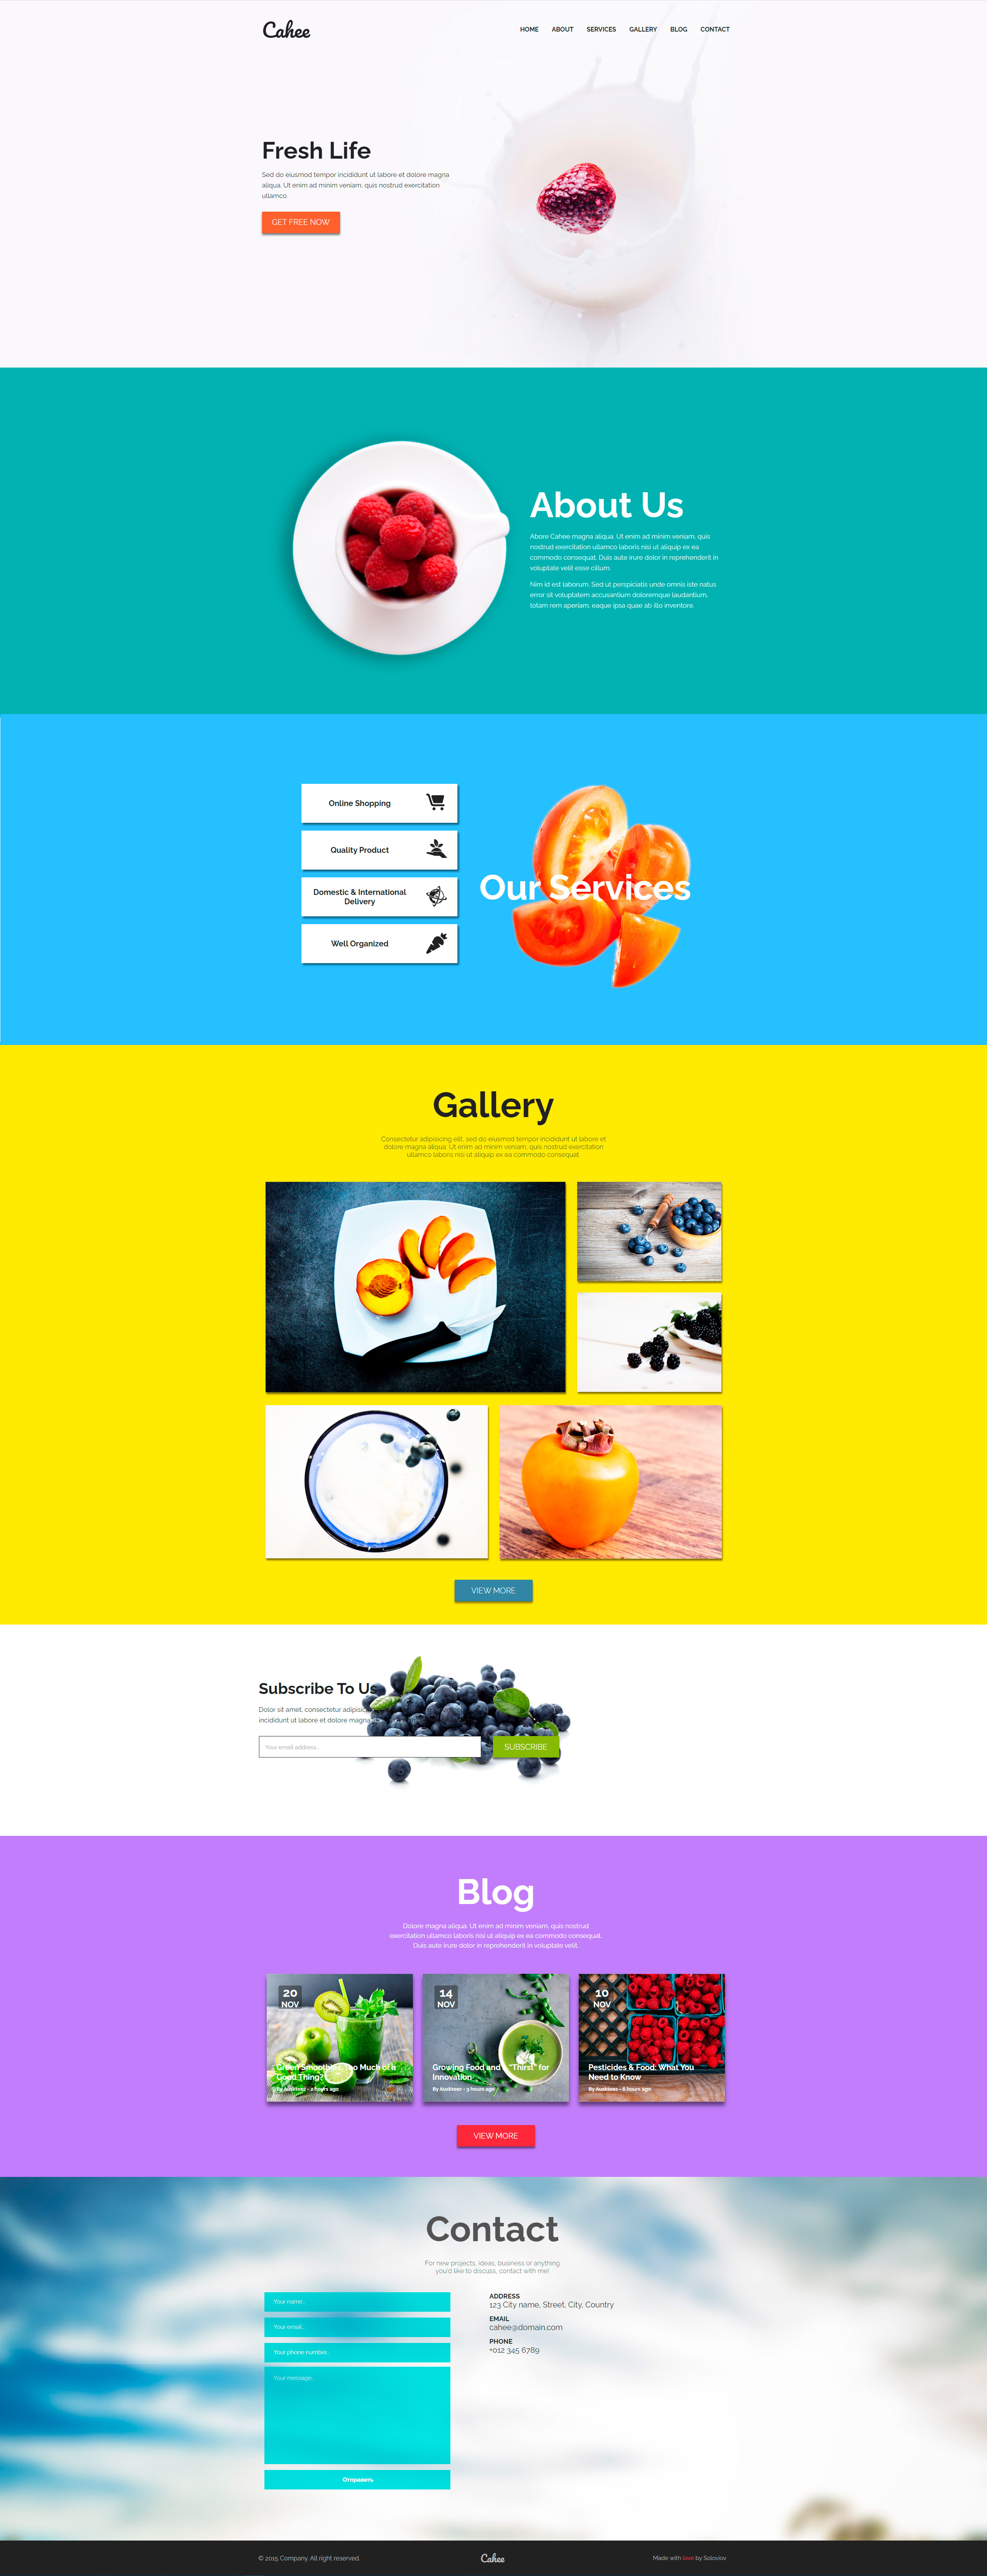 Cahee
HOME ABOUT SERVICES GALLERY BLOG CONTACT
Fresh Life
Sed do eiusmod tempor incididunt ut labore et dolore magna
aliqua. Ut enim ad minim veniam, quis nostrud exercitation
ullamco.
GET FREE NOW
About Us
Abore Cahee magna aliqua. Ut enim ad minim veniam, quis
nostrud exercitation ullamco laboris nisi ut aliquip ex ea
commodo consequat. Duis aute irure dolor in reprehenderit in
voluptate velit esse cillum.
Nim id est laborum. Sed ut perspiciatis unde omnis iste natus
error sit voluptatem accusantium doloremque laudantium,
totam rem aperiam, eaque ipsa quae ab illo inventore.
Online Shopping
Quality Product
Domestic & International
Delivery
Well Organized
Our Services
Gallery
Consectetur adipisicing elit, sed do eiusmod tempor incididunt ut labore et
dolore magna aliqua. Ut enim ad minim veniam, quis nostrud exercitation
ullamco laboris nisi ut aliquip ex ea commodo consequat.
VIEW MORE
Subscribe To Us
Dolor sit amet, consectetur
incididunt ut labore et dolore magna
Your email address...
SUBSCRIBE
Blog
Dolore magna aliqua. Ut enim ad minim veniam, quis nostrud
exercitation ullamco laboris nisi ut aliquip ex ea commodo consequat.
Duis aute irure dolor in reprehenderit in voluptate velit.
20
NOV
Green Smoothies: Too Much of a
Good Thing?
By Auskteez - 2 hours ago
14
NOV
Growing Food and a "Thirst" for
Innovation
By Auskteez - 3 hours ago
10
NOV
Pesticides & Food: What You
Need to Know
By Auskteez - 6 hours ago
VIEW MORE
Contact
For new projects, ideas, business or anything
you'd like to discuss, contact with me!
Your name...
Your email...
Your phone number...
Your message..
Отправить
ADDRESS
123 City name, Street, City, Country
EMAIL
cahee@domain.com
PHONE
+012 345 6789
© 2015 Company. All right reserved.
Cahee
Made with love by Soloviov